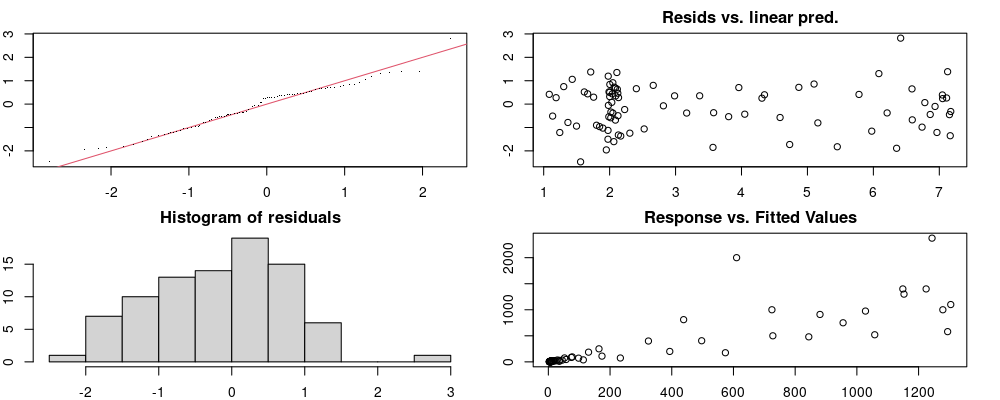 Resids vs. linear pred.
-2 0 1 2 3
-2 -1 0 1 2
-2 0 1 2 3
1 2 3 4 5 6 7
Histogram of residuals
Response vs. Fitted Values
0 5 10 15
-2 -1 0 1 2 3
0 1000 2000
0 200 400 600 800 1000 1200